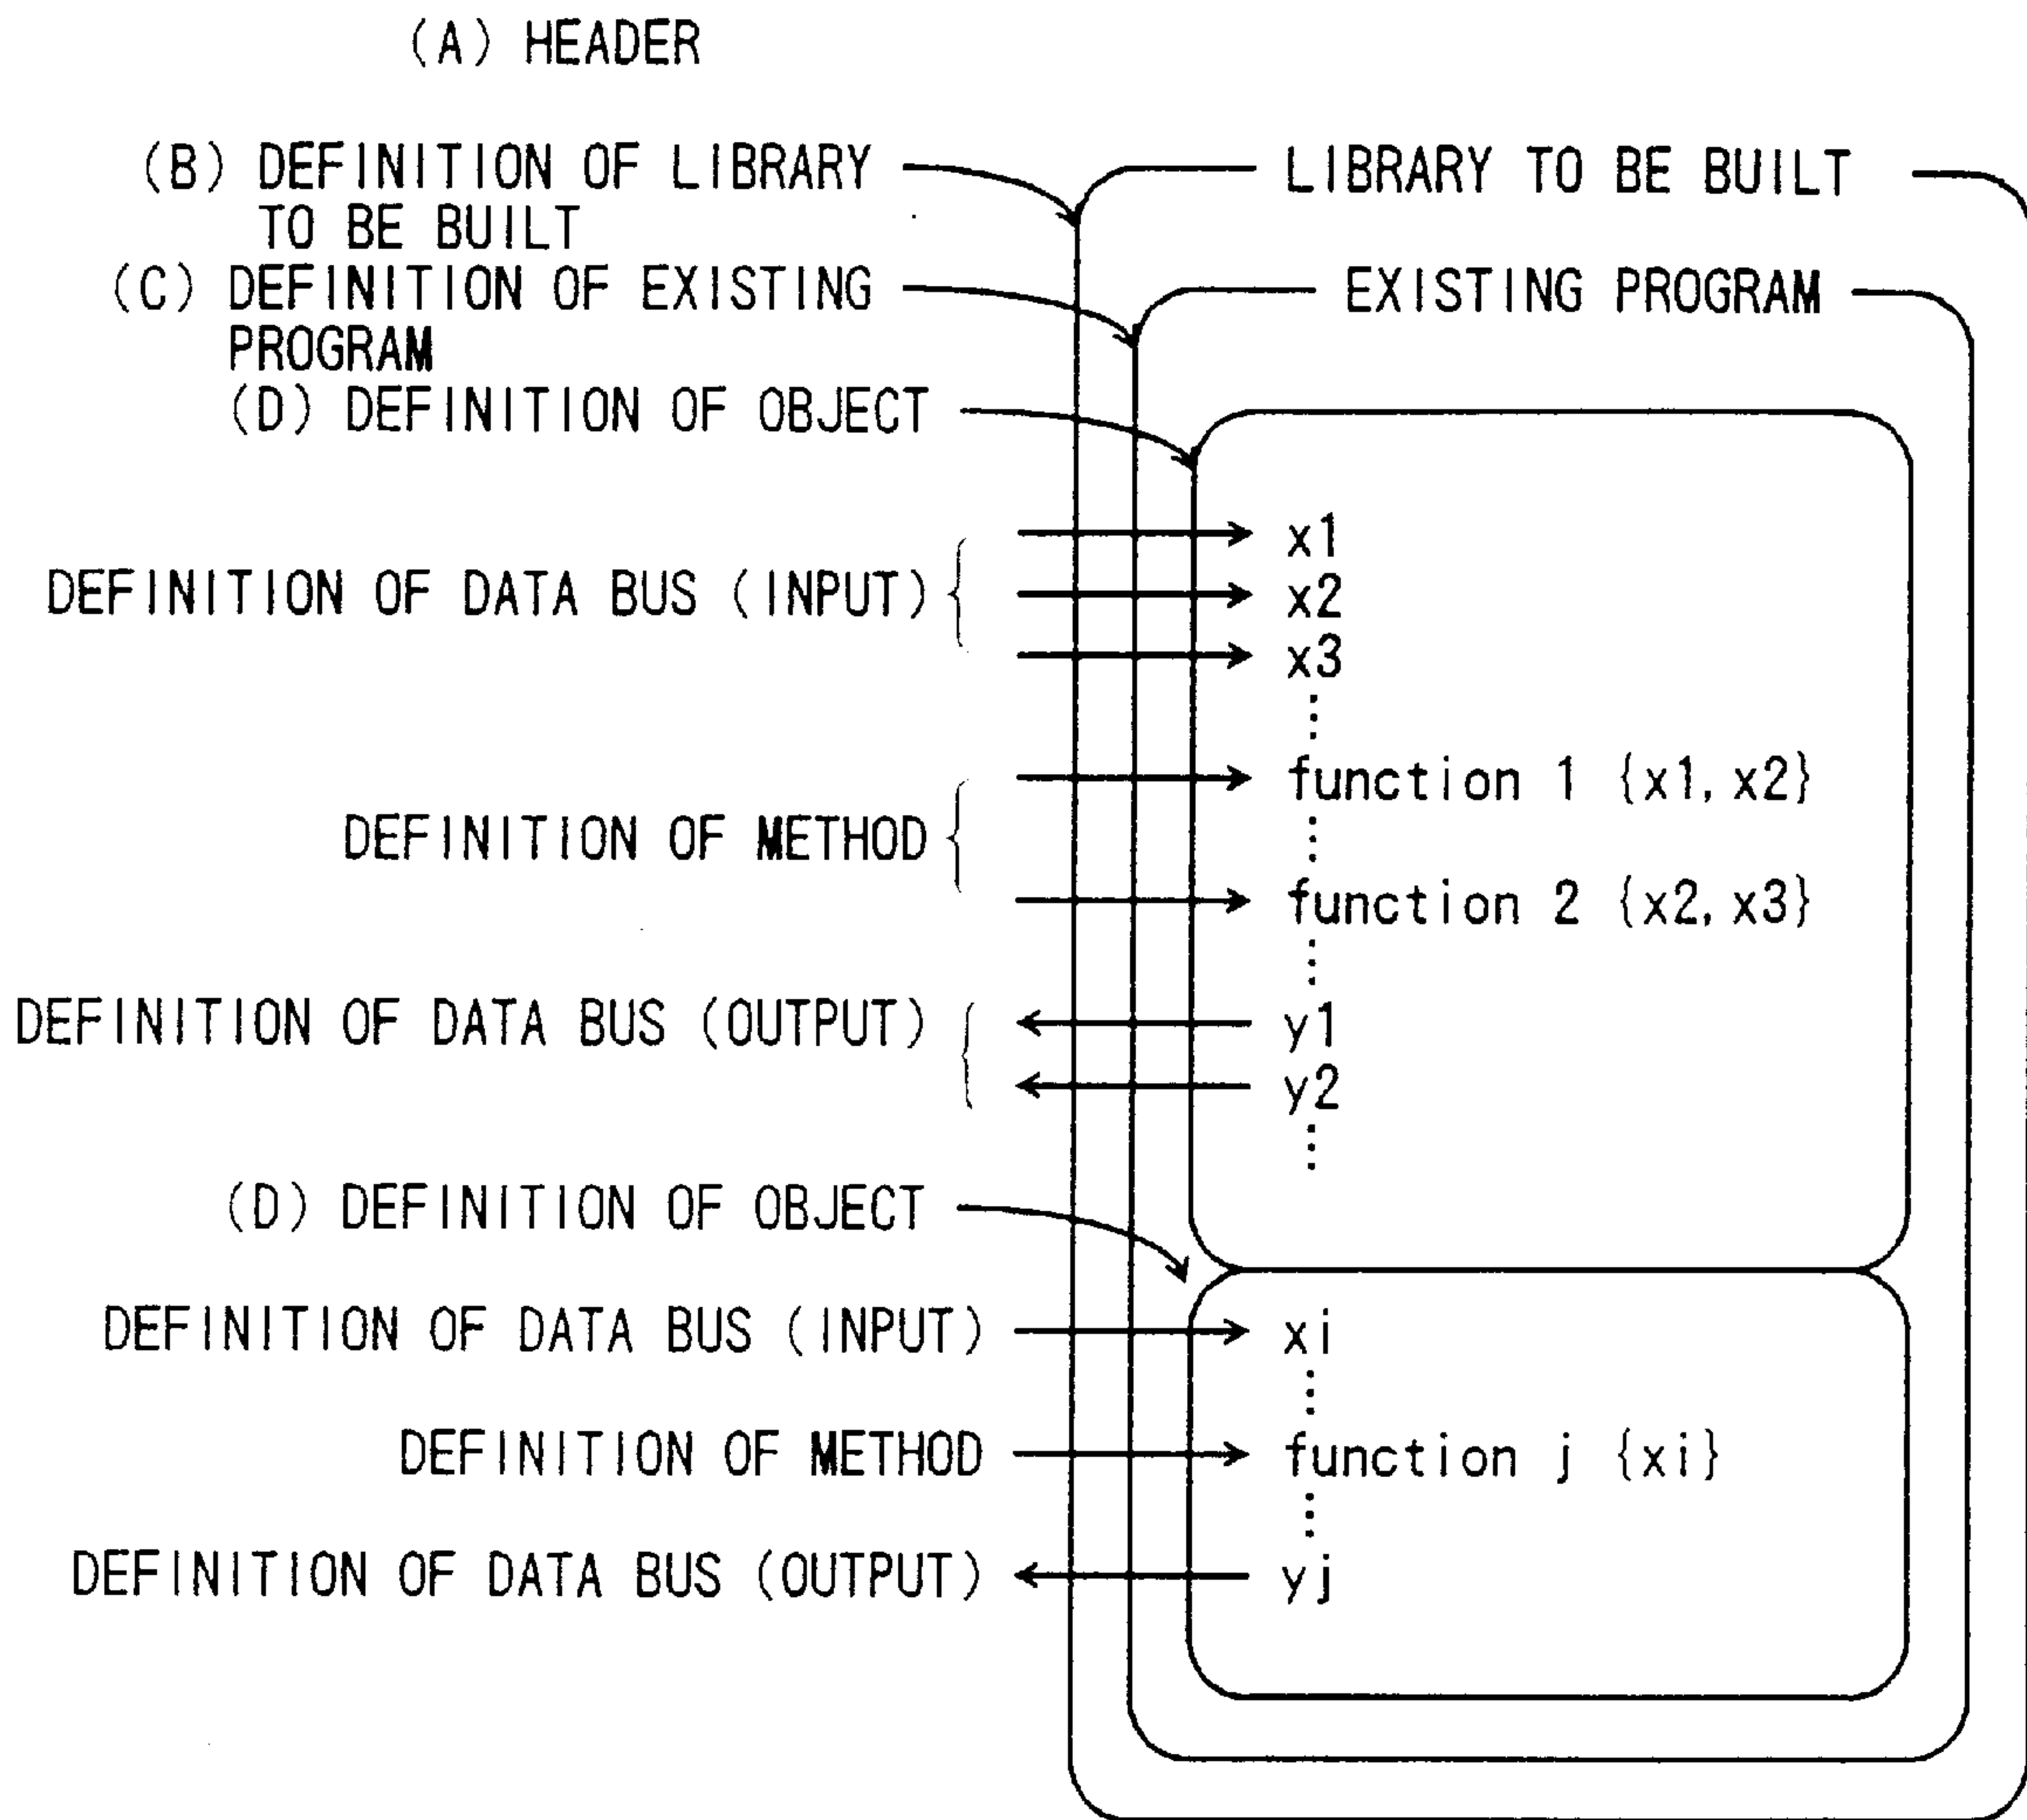 (A) HEADER
(B) DEFINITION OF LIBRARY
TO BE BUILT
LIBRARY TO BE BUILT
(C) DEFINITION OF EXISTING
PROGRAM
EXISTING PROGRAM
(D) DEFINITION OF OBJECT
DEFINITION OF DATA BUS (INPUT)
x1
x2
x3
DEFINITION OF METHOD
function 1 {x1, x2}
function 2 {x2, x3}
DEFINITION OF DATA BUS (OUTPUT)
y1
y2
(D) DEFINITION OF OBJECT
DEFINITION OF DATA BUS (INPUT)
xi
DEFINITION OF METHOD
function j {xi}
DEFINITION OF DATA BUS (OUTPUT)
yj